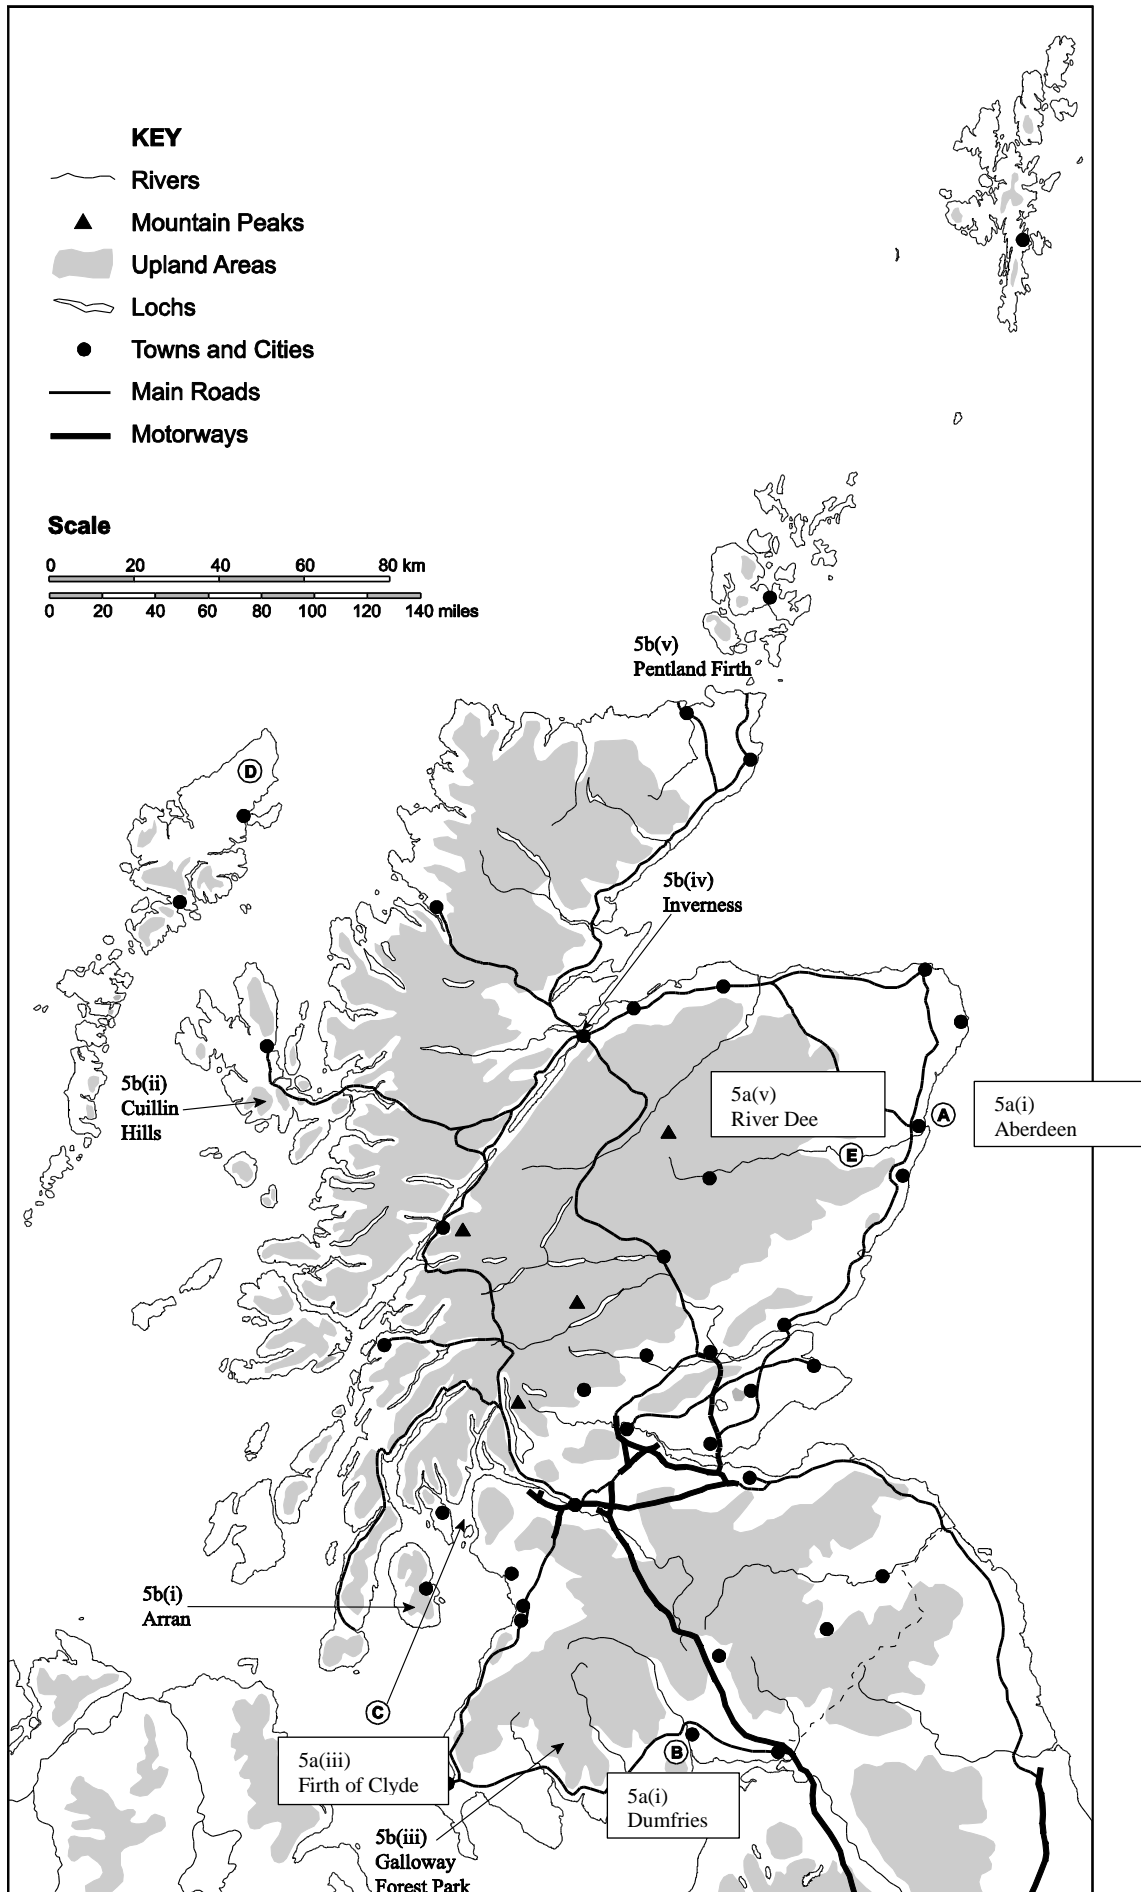 KEY
Rivers
Mountain Peaks
Upland Areas
Lochs
Towns and Cities
Main Roads
Motorways
Scale
0 20 40 60 80 km
0 20 40 60 80 100 120 140 miles
5b(v)
Pentland Firth
D
5b(iv)
Inverness
5b(ii)
Cuillin
Hills
5a(v)
River Dee
A
5a(i)
Aberdeen
E
5b(i)
Arran
C
5a(iii)
Firth of Clyde
B
5a(i)
Dumfries
5b(iii)
Galloway
Forest Park